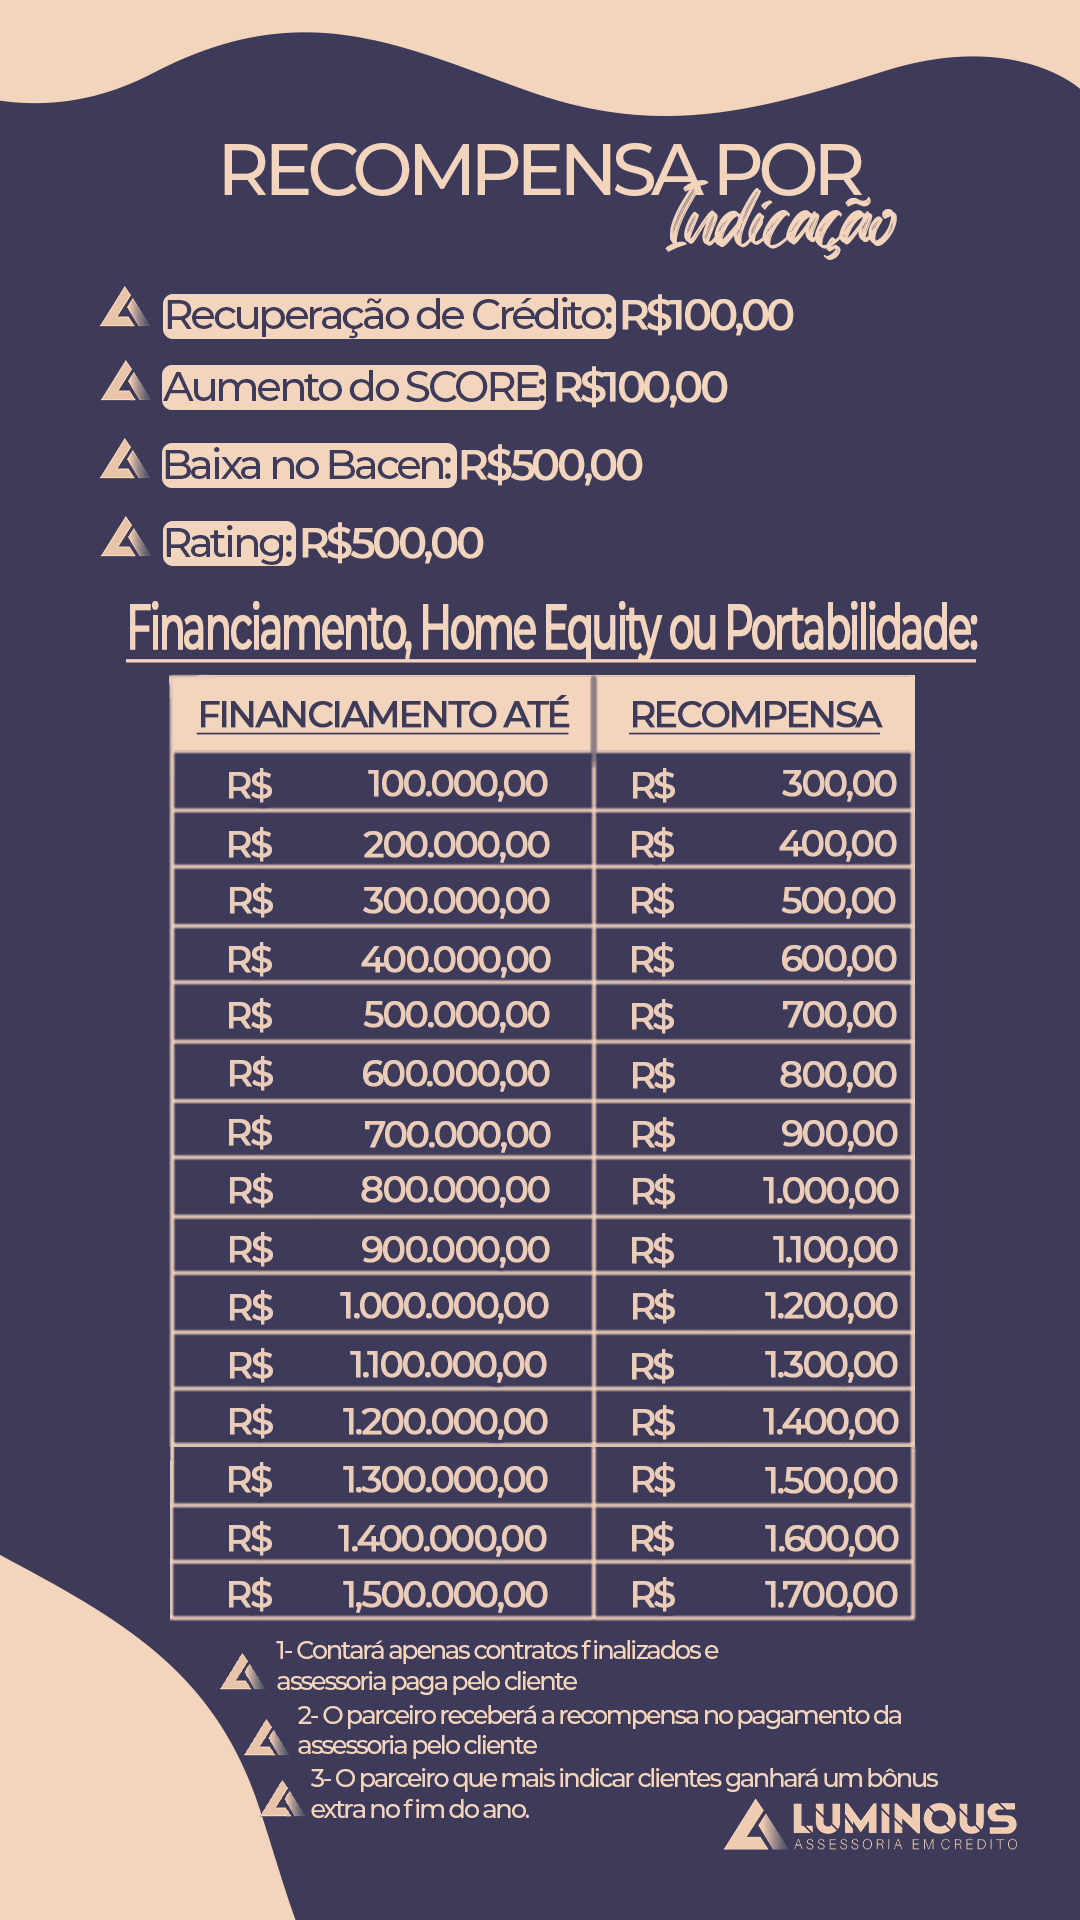 RECOMPENSA POR
Indicação
Recuperação de Crédito: R$100,00
Aumento do SCORE: R$100,00
Baixa no Bacen: R$500,00
Rating: R$500,00
Financiamento, Home Equity ou Portabilidade:
FINANCIAMENTO ATÉ RECOMPENSA
R$ 100.000,00 R$ 300,00
R$ 200.000,00 R$ 400,00
R$ 300.000,00 R$ 500,00
R$ 400.000,00 R$ 600,00
R$ 500.000,00 R$ 700,00
R$ 600.000,00 R$ 800,00
R$ 700.000,00 R$ 900,00
R$ 800.000,00 R$ 1.000,00
R$ 900.000,00 R$ 1.100,00
R$ 1.000.000,00 R$ 1.200,00
R$ 1.100.000,00 R$ 1.300,00
R$ 1.200.000,00 R$ 1.400,00
R$ 1.300.000,00 R$ 1.500,00
R$ 1.400.000,00 R$ 1.600,00
R$ 1,500.000,00 R$ 1.700,00
1- Contará apenas contratos finalizados e
assessoria paga pelo cliente
2- O parceiro receberá a recompensa no pagamento da
assessoria pelo cliente
3- O parceiro que mais indicar clientes ganhará um bônus
extra no fim do ano.
LUMINOUS
ASSESSORIA EM CRÉDITO